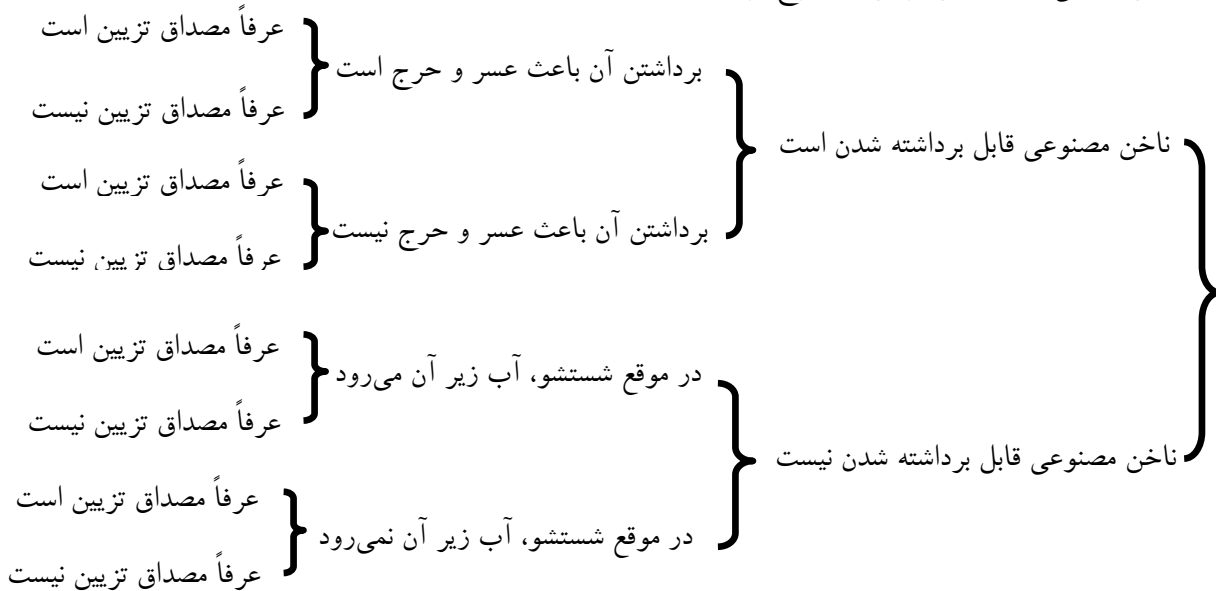 عرفاً مصداق تزیین است
برداشتن آن باعث عسر و حرج است
عرفاً مصداق تزیین نیست
ناخن مصنوعی قابل برداشته شدن است
عرفاً مصداق تزیین است
برداشتن آن باعث عسر و حرج نیست
عرفاً مصداق تزیین نیست
عرفاً مصداق تزیین است
در موقع شستشو، آب زیر آن می‌رود
عرفاً مصداق تزیین نیست
ناخن مصنوعی قابل برداشته شدن نیست
عرفاً مصداق تزیین است
در موقع شستشو، آب زیر آن نمی‌رود
عرفاً مصداق تزیین نیست